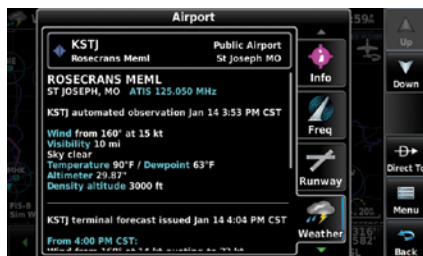 Airport
KSTJ Public Airport
Rosecrans Meml St Joseph MO
ROSECRANS MEML
ST JOSEPH, MO ATIS 125.050 MHz
KSTJ automated observation Jan 14 3:53 PM CST
Wind from 160° at 15 kt
Visibility 10 mi
Sky clear
Temperature 90°F / Dewpoint 63°F
Altimeter 29.87"
Density altitude 3000 ft
KSTJ terminal forecast issued Jan 14 4:04 PM CST
From 4:00 PM CST:
Info
Freq
Runway
Weather
Up
Down
Direct To
Menu
Back